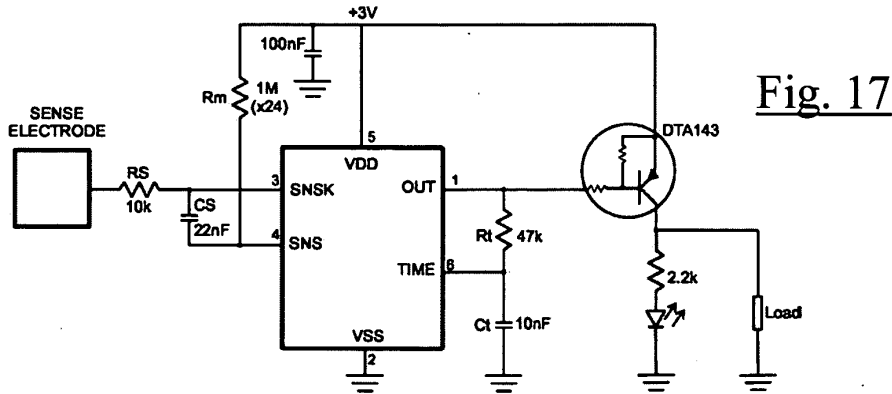 +3V
100nF
Fig. 17
Rm
1M
(x24)
SENSE
ELECTRODE
DTA143
5
VDD
RS
10k
3
SNSK
OUT
1
CS
22nF
4
SNS
Rt
47k
TIME
6
2.2k
Ct
10nF
Load
VSS
2